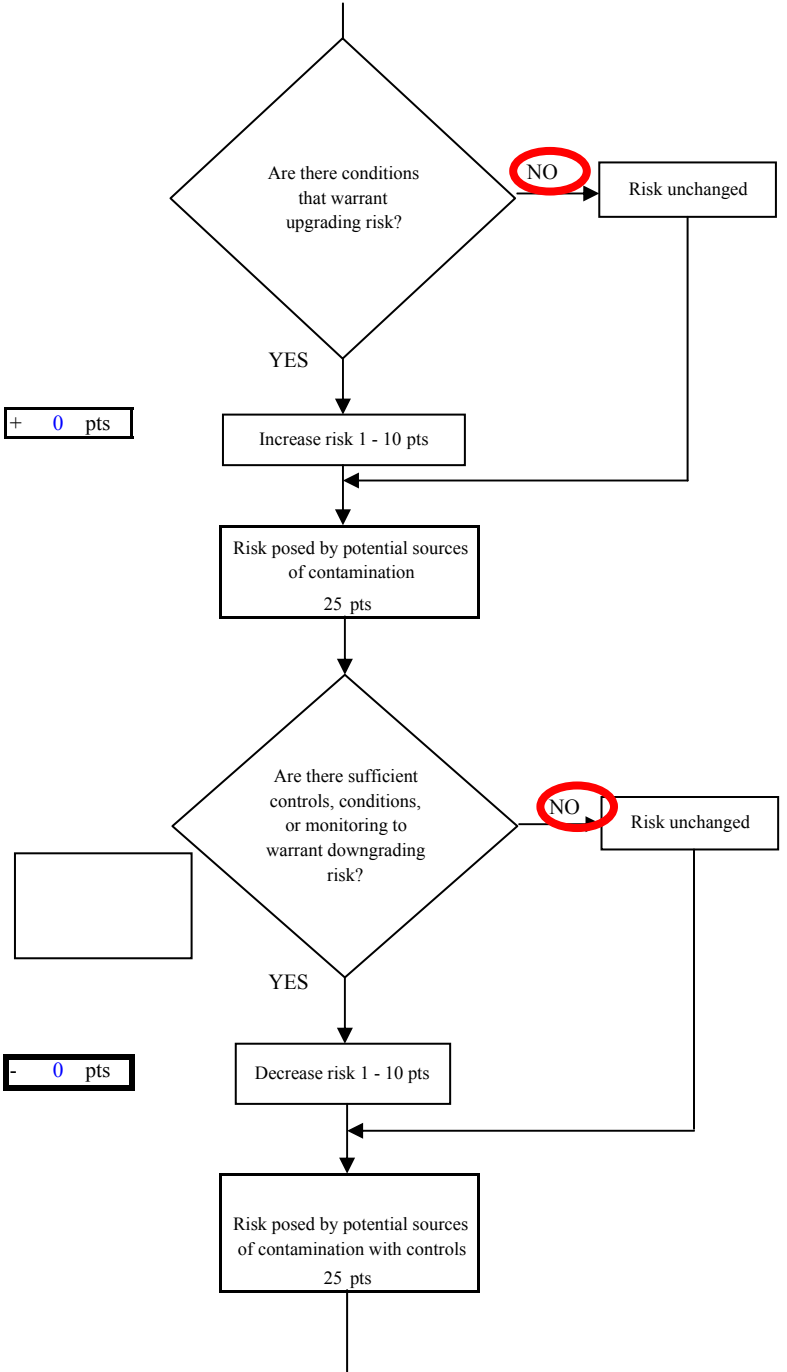 Are there conditions
that warrant
upgrading risk?
NO
Risk unchanged
YES
+ 0 pts
Increase risk 1 - 10 pts
Risk posed by potential sources
of contamination
25 pts
Are there sufficient
controls, conditions,
or monitoring to
warrant downgrading
risk?
NO
Risk unchanged
YES
- 0 pts
Decrease risk 1 - 10 pts
Risk posed by potential sources
of contamination with controls
25 pts